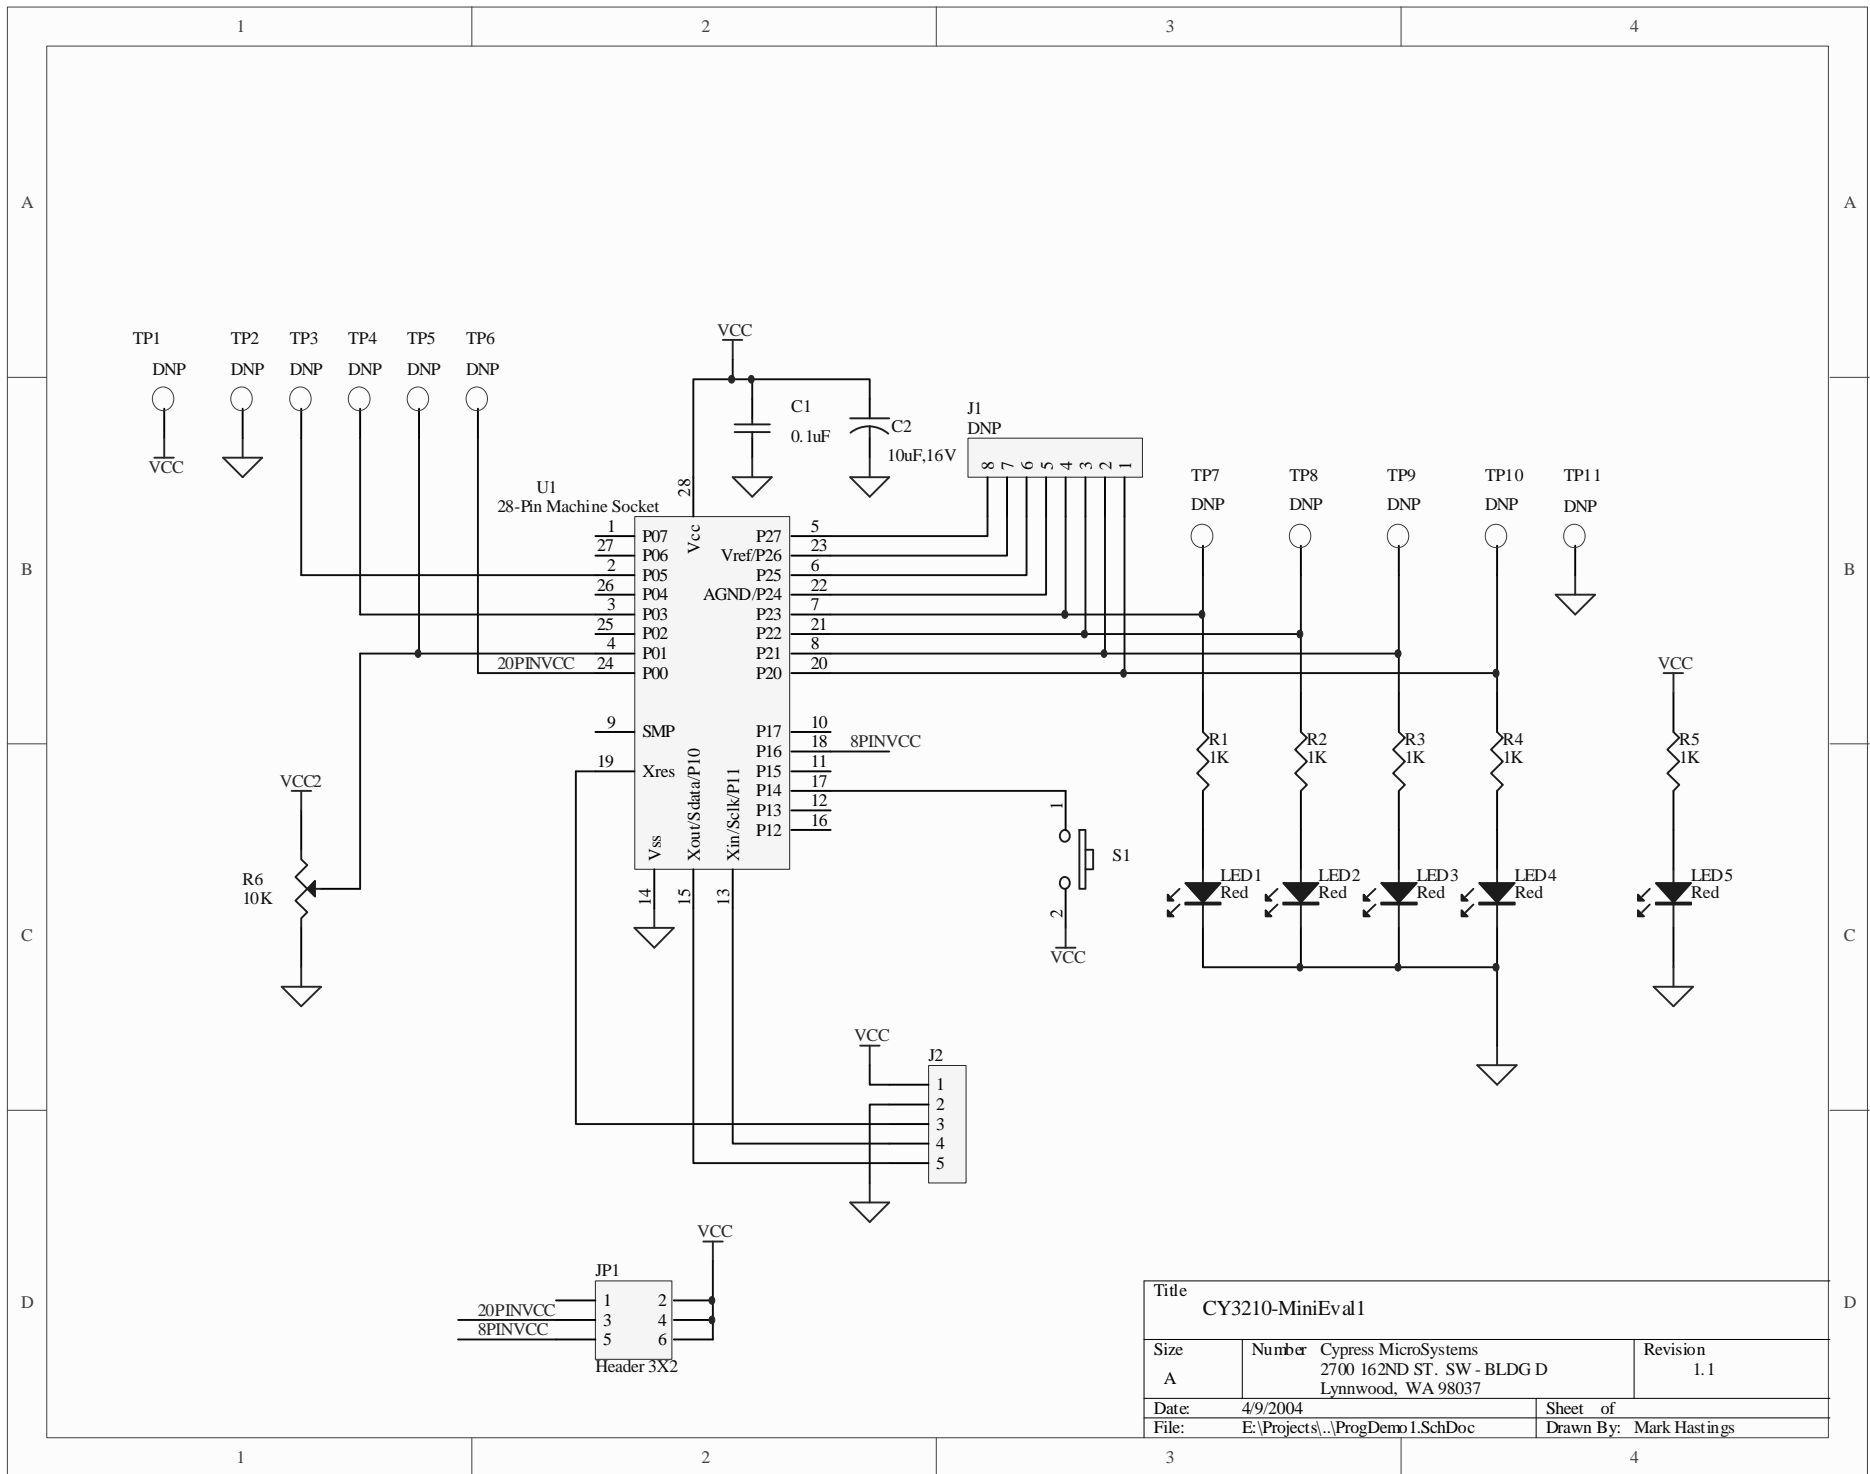 1 2 3 4
A A
TP1 TP2 TP3 TP4 TP5 TP6
DNP DNP DNP DNP DNP DNP
VCC
VCC
C1
0.1uF
C2
10uF,16V
J1
DNP
8 7 6 5 4 3 2 1
TP7 TP8 TP9 TP10 TP11
DNP DNP DNP DNP DNP
U1
28-Pin Machine Socket
28
Vcc
1 P07 P27 5
27 P06 Vref/P26 23
B B
2 P05 P25 6
26 P04 AGND/P24 22
3 P03 P23 7
25 P02 P22 21
4 P01 P21 8
20PINVCC 24 P00 P20 20
9 SMP P17 10
P16 18 8PINVCC
19 Xres P15 11
P14 17
P13 12
P12 16
Vss
Xout/Sdata/P10
Xin/Sclk/P11
14 15 13
VCC
R1
1K
R2
1K
R3
1K
R4
1K
R5
1K
VCC2
R6
10K
1
S1
2
VCC
LED1
Red
LED2
Red
LED3
Red
LED4
Red
LED5
Red
C C
VCC
J2
1
2
3
4
5
VCC
JP1
1 2
20PINVCC 3 4
8PINVCC 5 6
Header 3X2
D D
Title
CY3210-MiniEval1
Size
A
Number Cypress MicroSystems
2700 162ND ST. SW - BLDG D
Lynnwood, WA 98037
Revision
1.1
Date: 4/9/2004 Sheet of
File: E:\Projects\..\ProgDemo1.SchDoc Drawn By: Mark Hastings
1 2 3 4